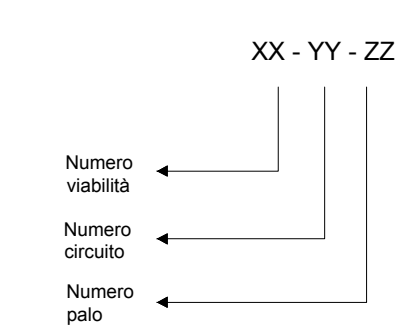 XX - YY - ZZ
Numero
viabilità
Numero
circuito
Numero
palo